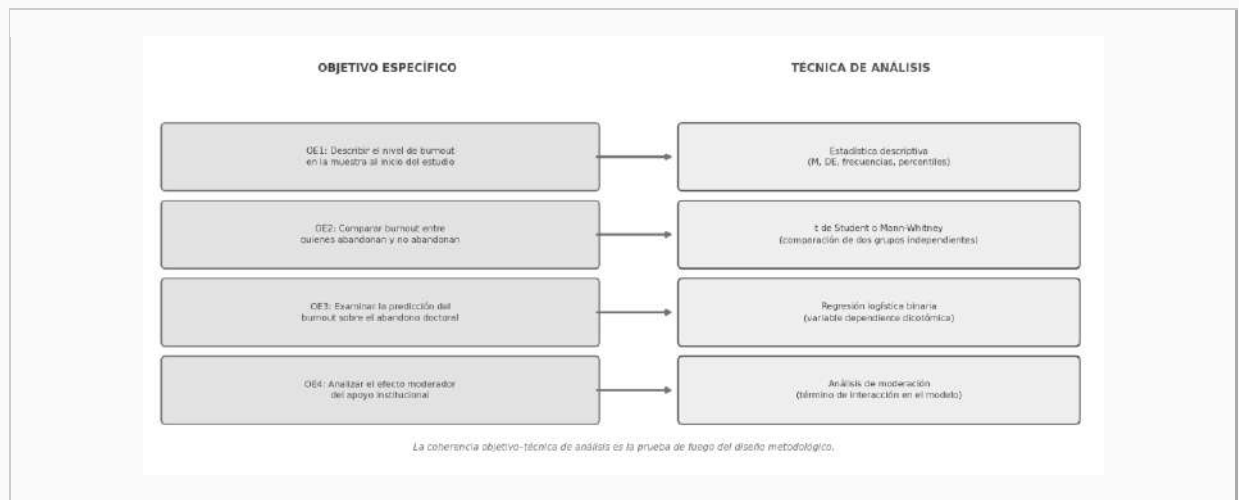 OBJETIVO ESPECÍFICO
TÉCNICA DE ANÁLISIS
OE1: Describir el nivel de burnout
en la muestra al inicio del estudio
Estadística descriptiva
(M, DE, frecuencias, percentiles)
OE2: Comparar burnout entre
quienes abandonan y no abandonan
t de Student o Mann-Whitney
(comparación de dos grupos independientes)
OE3: Examinar la predicción del
burnout sobre el abandono doctoral
Regresión logística binaria
(variable dependiente dicotómica)
OE4: Analizar el efecto moderador
del apoyo institucional
Análisis de moderación
(término de interacción en el modelo)
La coherencia objetivo–técnica de análisis es la prueba de fuego del diseño metodológico.